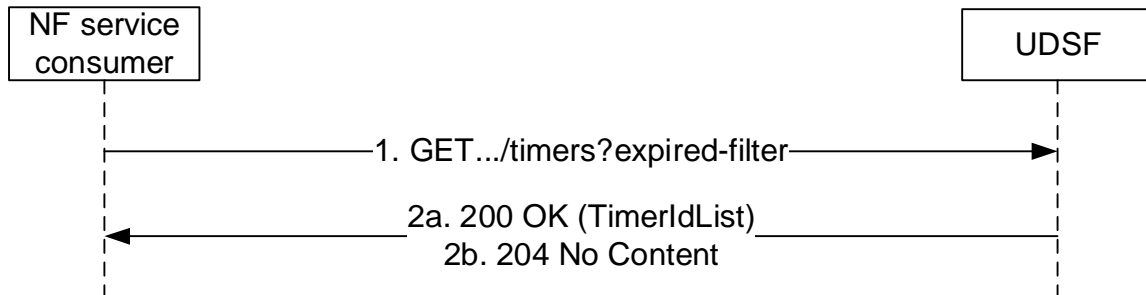 NF service
consumer
UDSF
1. GET.../timers?expired-filter
2a. 200 OK (TimerIdList)
2b. 204 No Content